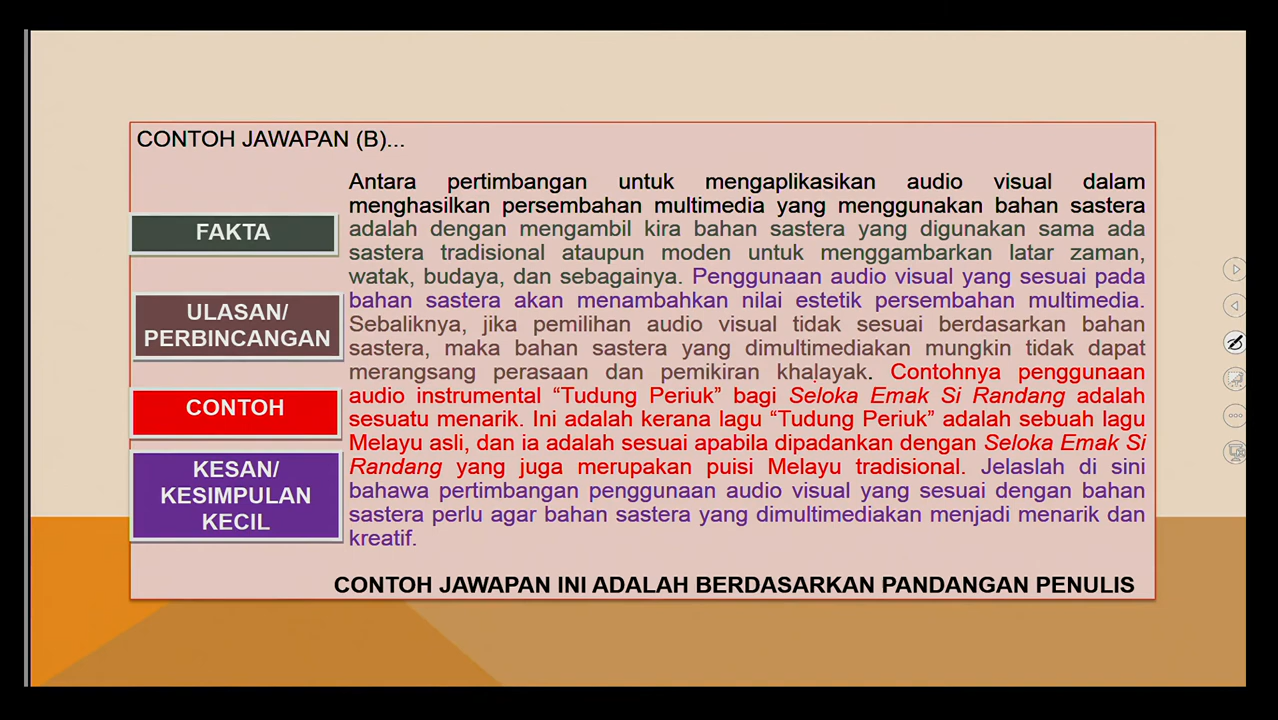 CONTOH JAWAPAN (B)...
Antara pertimbangan untuk mengaplikasikan audio visual dalam
menghasilkan persembahan multimedia yang menggunakan bahan sastera
adalah dengan mengambil kira bahan sastera yang digunakan sama ada
sastera tradisional ataupun moden untuk menggambarkan latar zaman,
watak, budaya, dan sebagainya. Penggunaan audio visual yang sesuai pada
bahan sastera akan menambahkan nilai estetik persembahan multimedia.
Sebaliknya, jika pemilihan audio visual tidak sesuai berdasarkan bahan
sastera, maka bahan sastera yang dimultimediakan mungkin tidak dapat
merangsang perasaan dan pemikiran khalayak. Contohnya penggunaan
audio instrumental “Tudung Periuk” bagi Seloka Emak Si Randang adalah
sesuatu menarik. Ini adalah kerana lagu “Tudung Periuk” adalah sebuah lagu
Melayu asli, dan ia adalah sesuai apabila dipadankan dengan Seloka Emak Si
Randang yang juga merupakan puisi Melayu tradisional. Jelaslah di sini
bahawa pertimbangan penggunaan audio visual yang sesuai dengan bahan
sastera perlu agar bahan sastera yang dimultimediakan menjadi menarik dan
kreatif.
FAKTA
ULASAN/
PERBINCANGAN
CONTOH
KESAN/
KESIMPULAN
KECIL
CONTOH JAWAPAN INI ADALAH BERDASARKAN PANDANGAN PENULIS